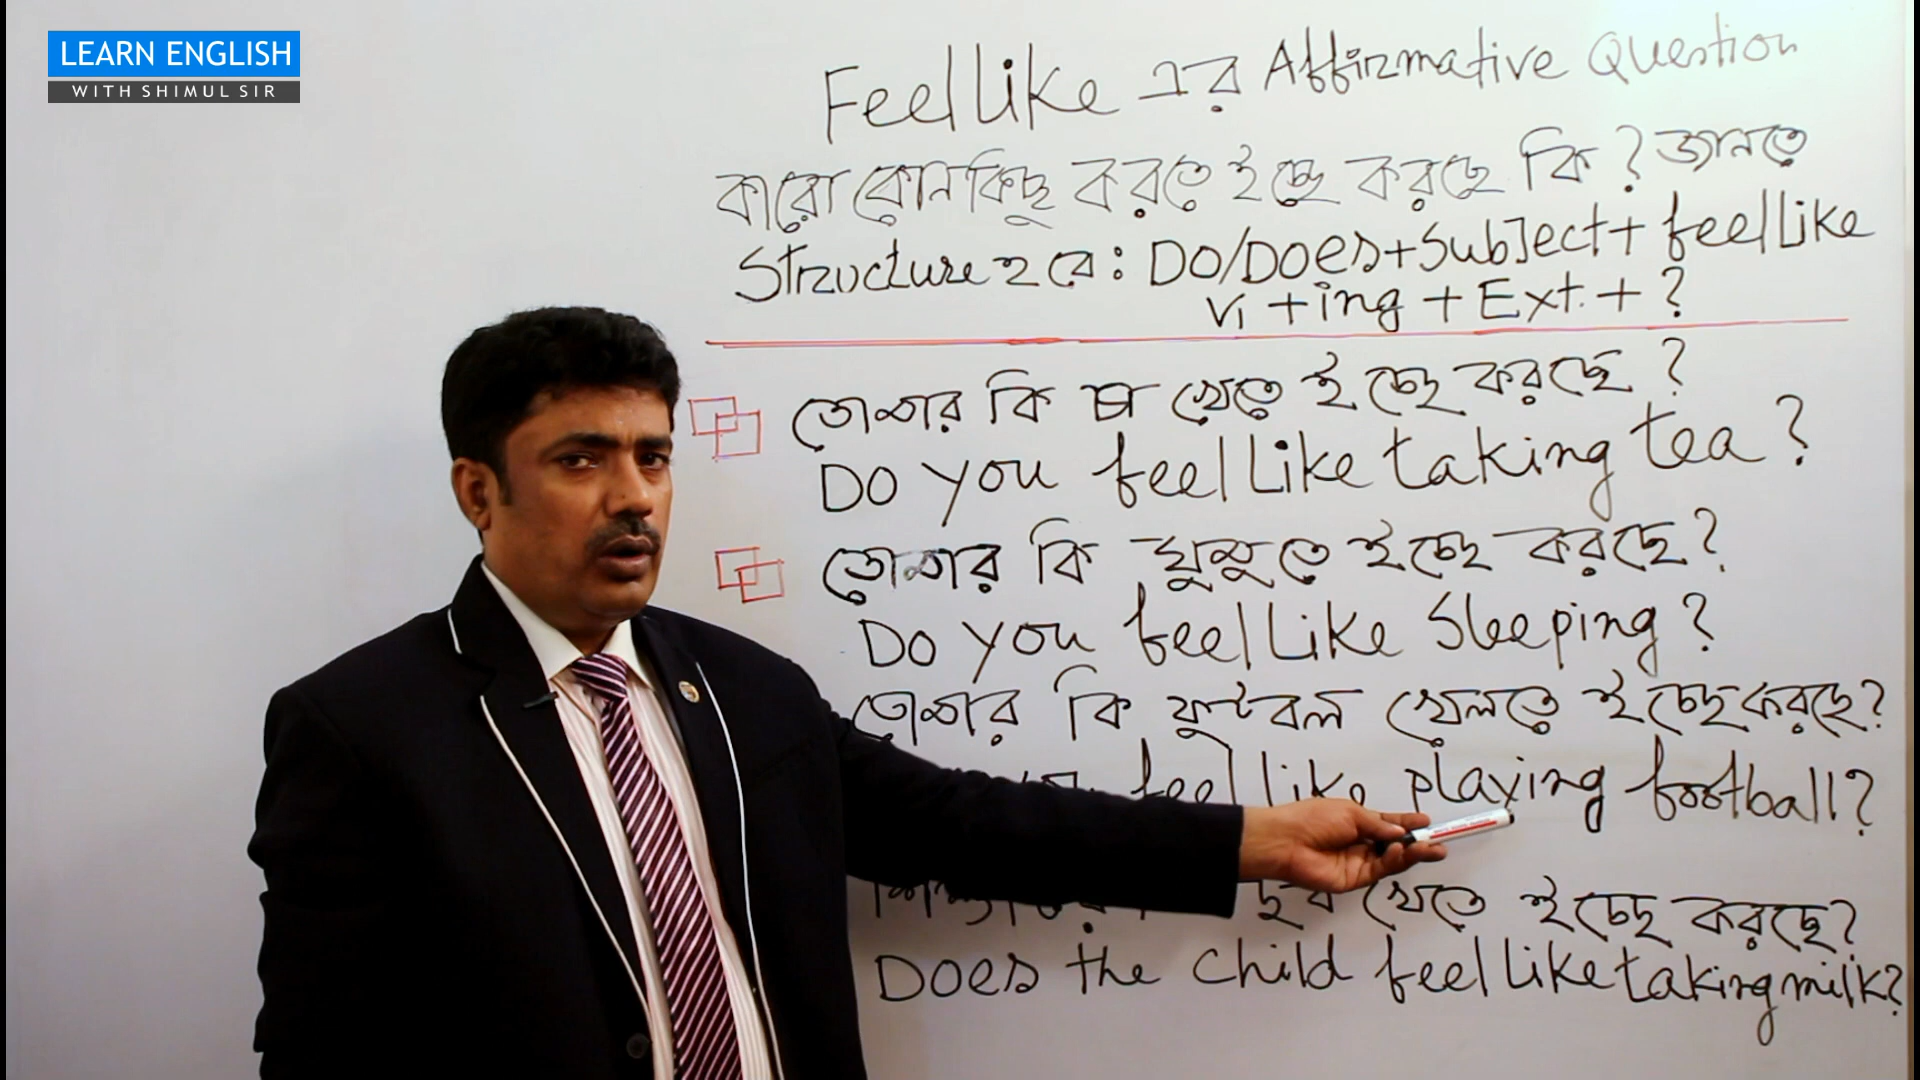 LEARN ENGLISH
WITH SHIMUL SIR
Feel like এর Affirmative Question
কারো কোন কিছু করতে ইচ্ছে করছে কি? জানতে
Structure হবে: Do/Does+Subject+feel like
V1 +ing + Ext. + ?
তোমার কি চা খেতে ইচ্ছে করছে?
Do you feel like taking tea?
তোমার কি ঘুমুতে ইচ্ছে করছে?
Do you feel like Sleeping?
তোমার কি ফুটবল খেলতে ইচ্ছে করছে?
feel like playing football?
খেতে ইচ্ছে করছে?
Does the child feel like taking milk?